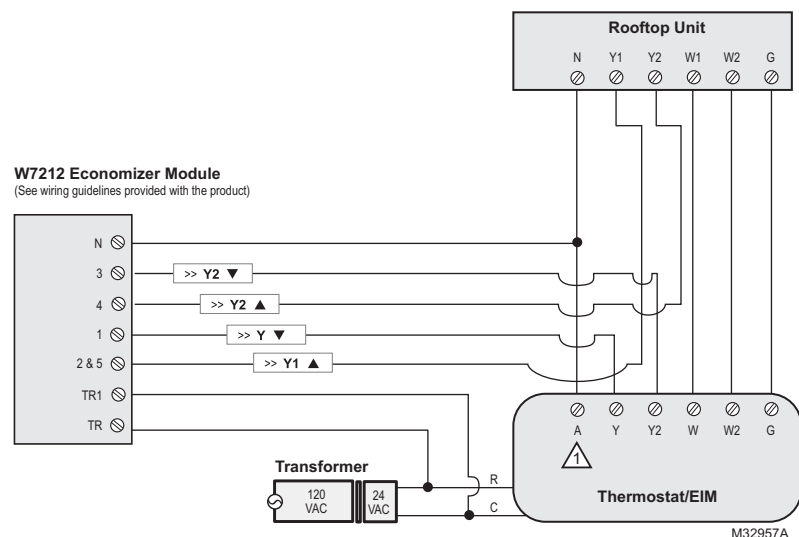 Rooftop Unit
N Y1 Y2 W1 W2 G
W7212 Economizer Module
(See wiring guidelines provided with the product)
N
3 >> Y2 ▼
4 >> Y2 ▲
1 >> Y ▼
2 & 5 >> Y1 ▲
TR1
TR
A Y Y2 W W2 G
1
Transformer
120 VAC
24 VAC
R
C
Thermostat/EIM
M32957A